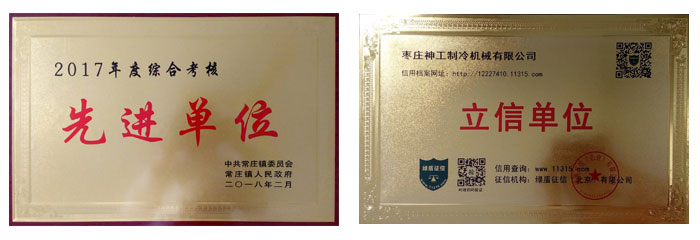 2017年度综合考核
先进单位
中共常庄镇委员会
常庄镇人民政府
二〇一八年二月
枣庄神工制冷机械有限公司
信用档案网址：http://12227410.11315.com
立信单位
绿盾征信
信用查询：www.11315.com
征信机构：绿盾征信（北京）有限公司